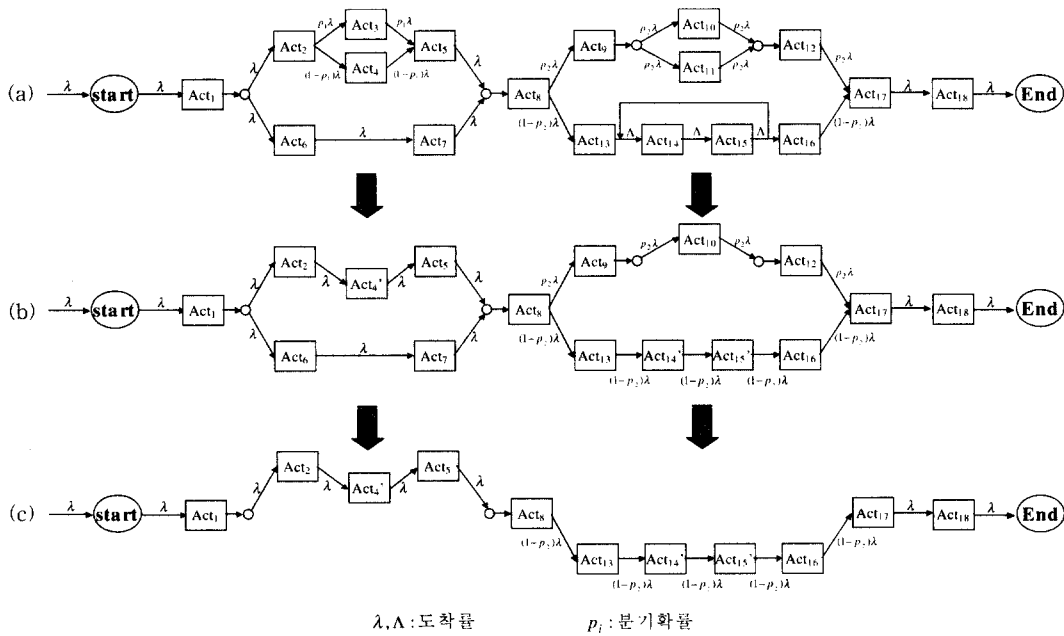 (a)
λ
start
λ
Act₁
λ
λ
Act₂
p₁λ
(1-p₁)λ
Act₃
Act₄
p₁λ
(1-p₁)λ
Act₅
λ
Act₆
λ
Act₇
λ
Act₈
p₂λ
(1-p₂)λ
Act₉
p₂λ
p₂λ
Act₁₀
Act₁₁
p₂λ
p₂λ
Act₁₂
p₂λ
Act₁₃
Λ
Act₁₄
Λ
Act₁₅
Λ
Act₁₆
(1-p₂)λ
Act₁₇
λ
Act₁₈
λ
End
(b)
λ
start
λ
Act₁
λ
λ
Act₂
λ
Act₄'
λ
Act₅
λ
Act₆
λ
Act₇
λ
Act₈
p₂λ
(1-p₂)λ
Act₉
p₂λ
Act₁₀
p₂λ
Act₁₂
p₂λ
Act₁₃
(1-p₂)λ
Act₁₄'
(1-p₂)λ
Act₁₅'
(1-p₂)λ
Act₁₆
(1-p₂)λ
Act₁₇
λ
Act₁₈
λ
End
(c)
λ
start
λ
Act₁
λ
Act₂
λ
Act₄'
λ
Act₅
λ
Act₈
(1-p₂)λ
Act₁₃
(1-p₂)λ
Act₁₄'
(1-p₂)λ
Act₁₅'
(1-p₂)λ
Act₁₆
(1-p₂)λ
Act₁₇
λ
Act₁₈
λ
End
λ,Λ : 도착률
pᵢ : 분기확률